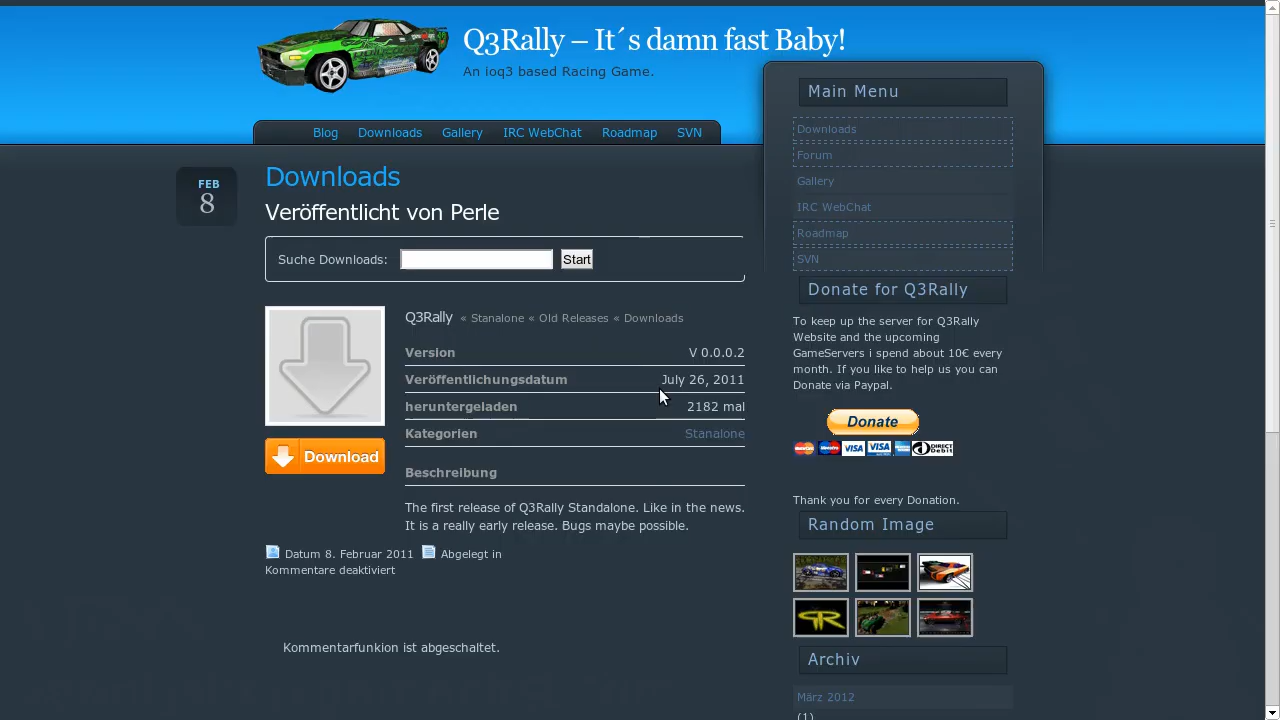 Q3Rally – It´s damn fast Baby!
An ioq3 based Racing Game.
Blog Downloads Gallery IRC WebChat Roadmap SVN
FEB
8
Downloads
Veröffentlicht von Perle
Suche Downloads: Start
Q3Rally « Stanalone « Old Releases « Downloads
Version V 0.0.0.2
Veröffentlichungsdatum July 26, 2011
heruntergeladen 2182 mal
Kategorien Stanalone
Download
Beschreibung
The first release of Q3Rally Standalone. Like in the news.
It is a really early release. Bugs maybe possible.
Datum 8. Februar 2011 Abgelegt in
Kommentare deaktiviert
Kommentarfunkion ist abgeschaltet.
Main Menu
Downloads
Forum
Gallery
IRC WebChat
Roadmap
SVN
Donate for Q3Rally
To keep up the server for Q3Rally
Website and the upcoming
GameServers i spend about 10€ every
month. If you like to help us you can
Donate via Paypal.
Donate
VISA
VISA
DIRECT
Debit
Thank you for every Donation.
Random Image
Archiv
März 2012
(1)